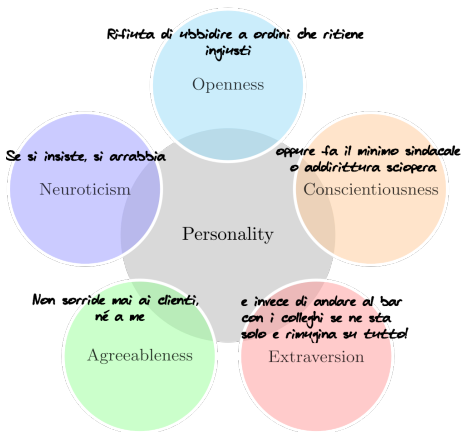 Rifiuta di ubbidire a ordini che ritiene
ingiusti
Openness
Se si insiste, si arrabbia
Neuroticism
oppure fa il minimo sindacale
o addirittura sciopera
Conscientiousness
Personality
Non sorride mai ai clienti,
né a me
Agreeableness
e invece di andare al bar
con i colleghi se ne sta
solo e rimugina su tutto!
Extraversion